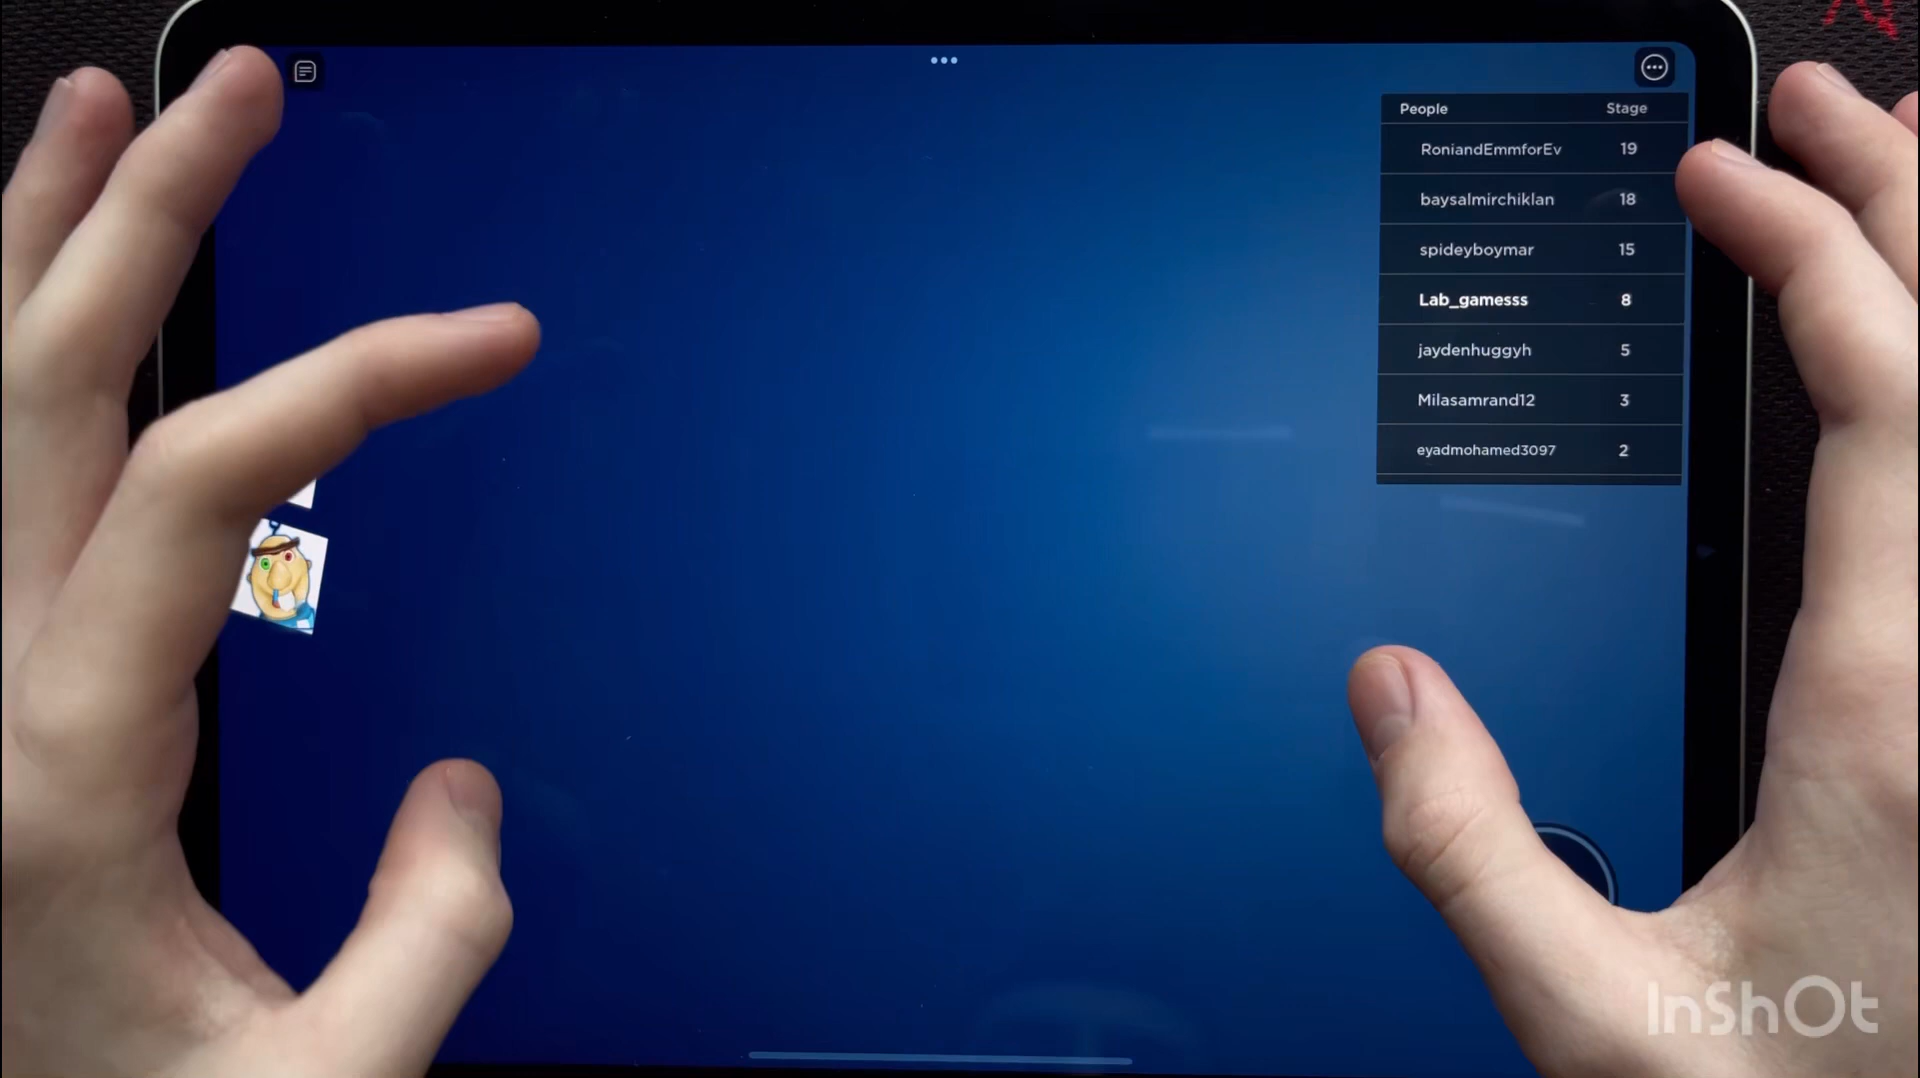 People Stage
RoniandEmmforEv 19
baysalmirchiklan 18
spideyboymar 15
Lab_gamesss 8
jaydenhuggyh 5
Milasamrand12 3
eyadmohamed3097 2
InShOt